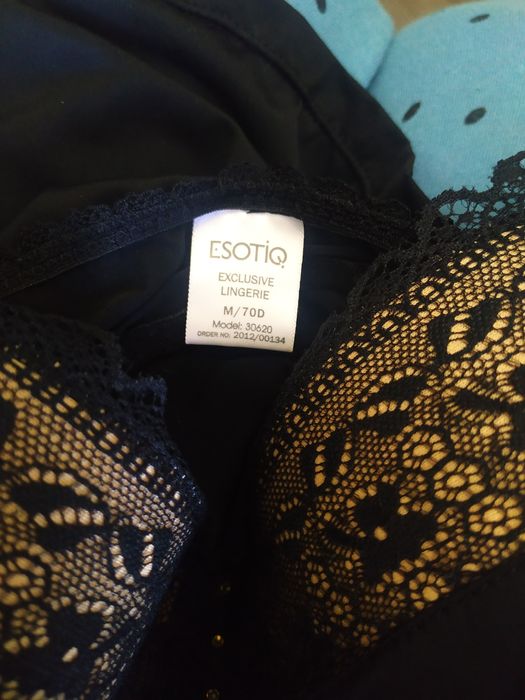 ESOTIQ
EXCLUSIVE
LINGERIE
M/70D
Model: 30620
ORDER NO: 2012/00134